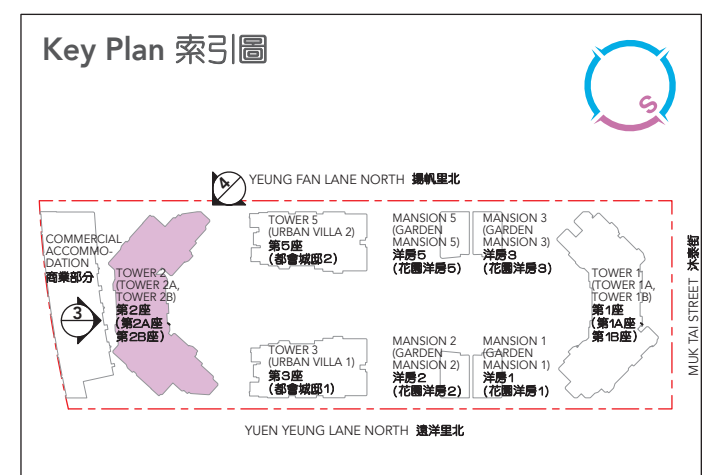 Key Plan 索引圖
S
4
YEUNG FAN LANE NORTH 揚帆里北
COMMERCIAL
ACCOMMO-
DATION
商業部分
3
TOWER 2
(TOWER 2A,
TOWER 2B)
第2座
(第2A座、
第2B座)
TOWER 5
(URBAN VILLA 2)
第5座
(都會城邸2)
MANSION 5
(GARDEN
MANSION 5)
洋房5
(花園洋房5)
MANSION 3
(GARDEN
MANSION 3)
洋房3
(花園洋房3)
TOWER 1
(TOWER 1A,
TOWER 1B)
第1座
(第1A座、
第1B座)
MUK TAI STREET 沐泰街
TOWER 3
(URBAN VILLA 1)
第3座
(都會城邸1)
MANSION 2
(GARDEN
MANSION 2)
洋房2
(花園洋房2)
MANSION 1
(GARDEN
MANSION 1)
洋房1
(花園洋房1)
YUEN YEUNG LANE NORTH 遠洋里北